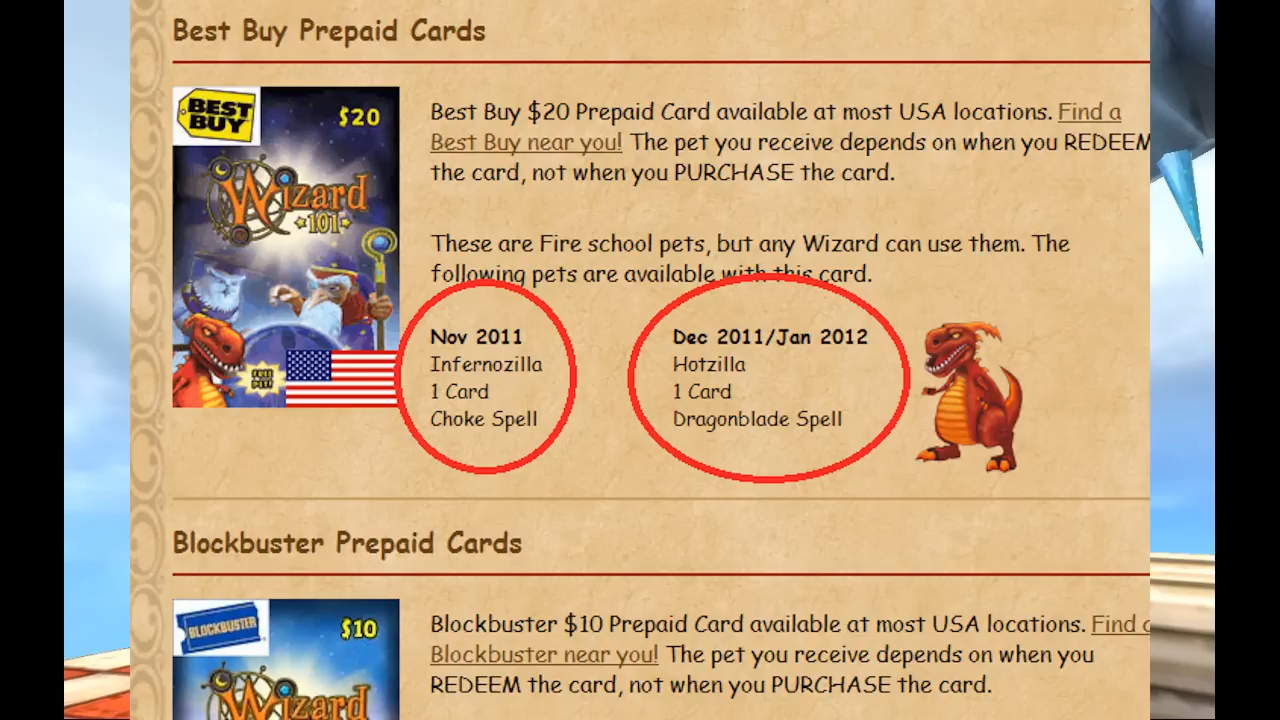 Best Buy Prepaid Cards
BEST BUY
$20
Wizard
101
FREE PET!
Best Buy $20 Prepaid Card available at most USA locations. Find a
Best Buy near you! The pet you receive depends on when you REDEEM
the card, not when you PURCHASE the card.
These are Fire school pets, but any Wizard can use them. The
following pets are available with this card.
Nov 2011
Infernozilla
1 Card
Choke Spell
Dec 2011/Jan 2012
Hotzilla
1 Card
Dragonblade Spell
Blockbuster Prepaid Cards
BLOCKBUSTER
$10
Wizard
Blockbuster $10 Prepaid Card available at most USA locations. Find a
Blockbuster near you! The pet you receive depends on when you
REDEEM the card, not when you PURCHASE the card.